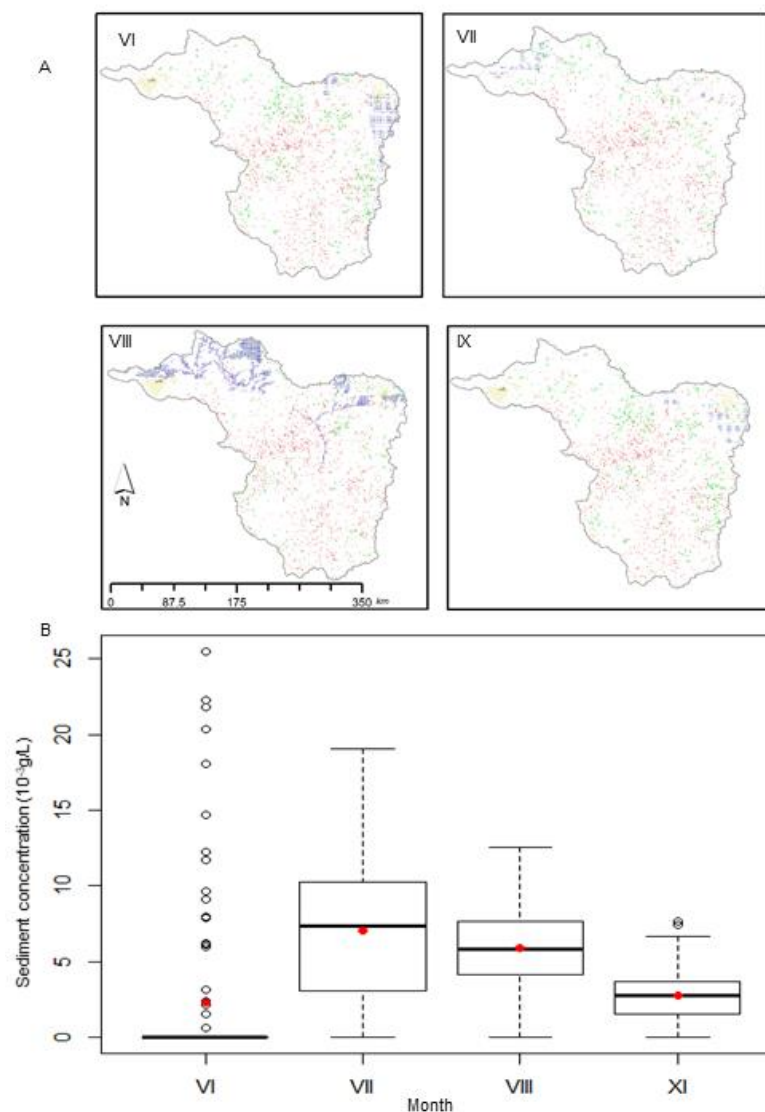 A
VI
VII
VIII
IX
N
0 87.5 175 350 km
B
Sediment concentration (10⁻³g/L)
25
20
15
10
5
0
VI VII VIII XI
Month